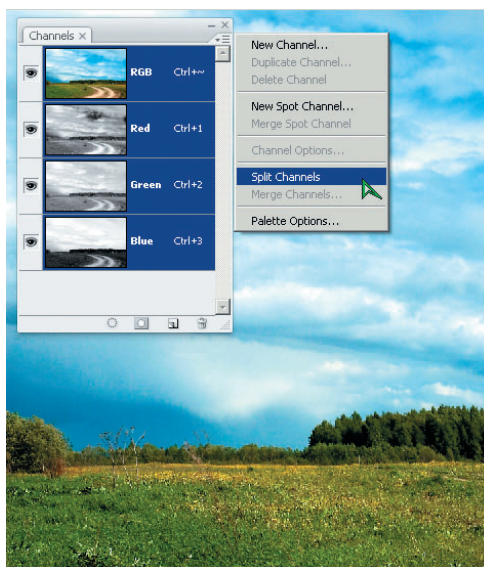 Channels ×
RGB Ctrl+~
Red Ctrl+1
Green Ctrl+2
Blue Ctrl+3
New Channel...
Duplicate Channel...
Delete Channel
New Spot Channel...
Merge Spot Channel
Channel Options...
Split Channels
Merge Channels...
Palette Options...